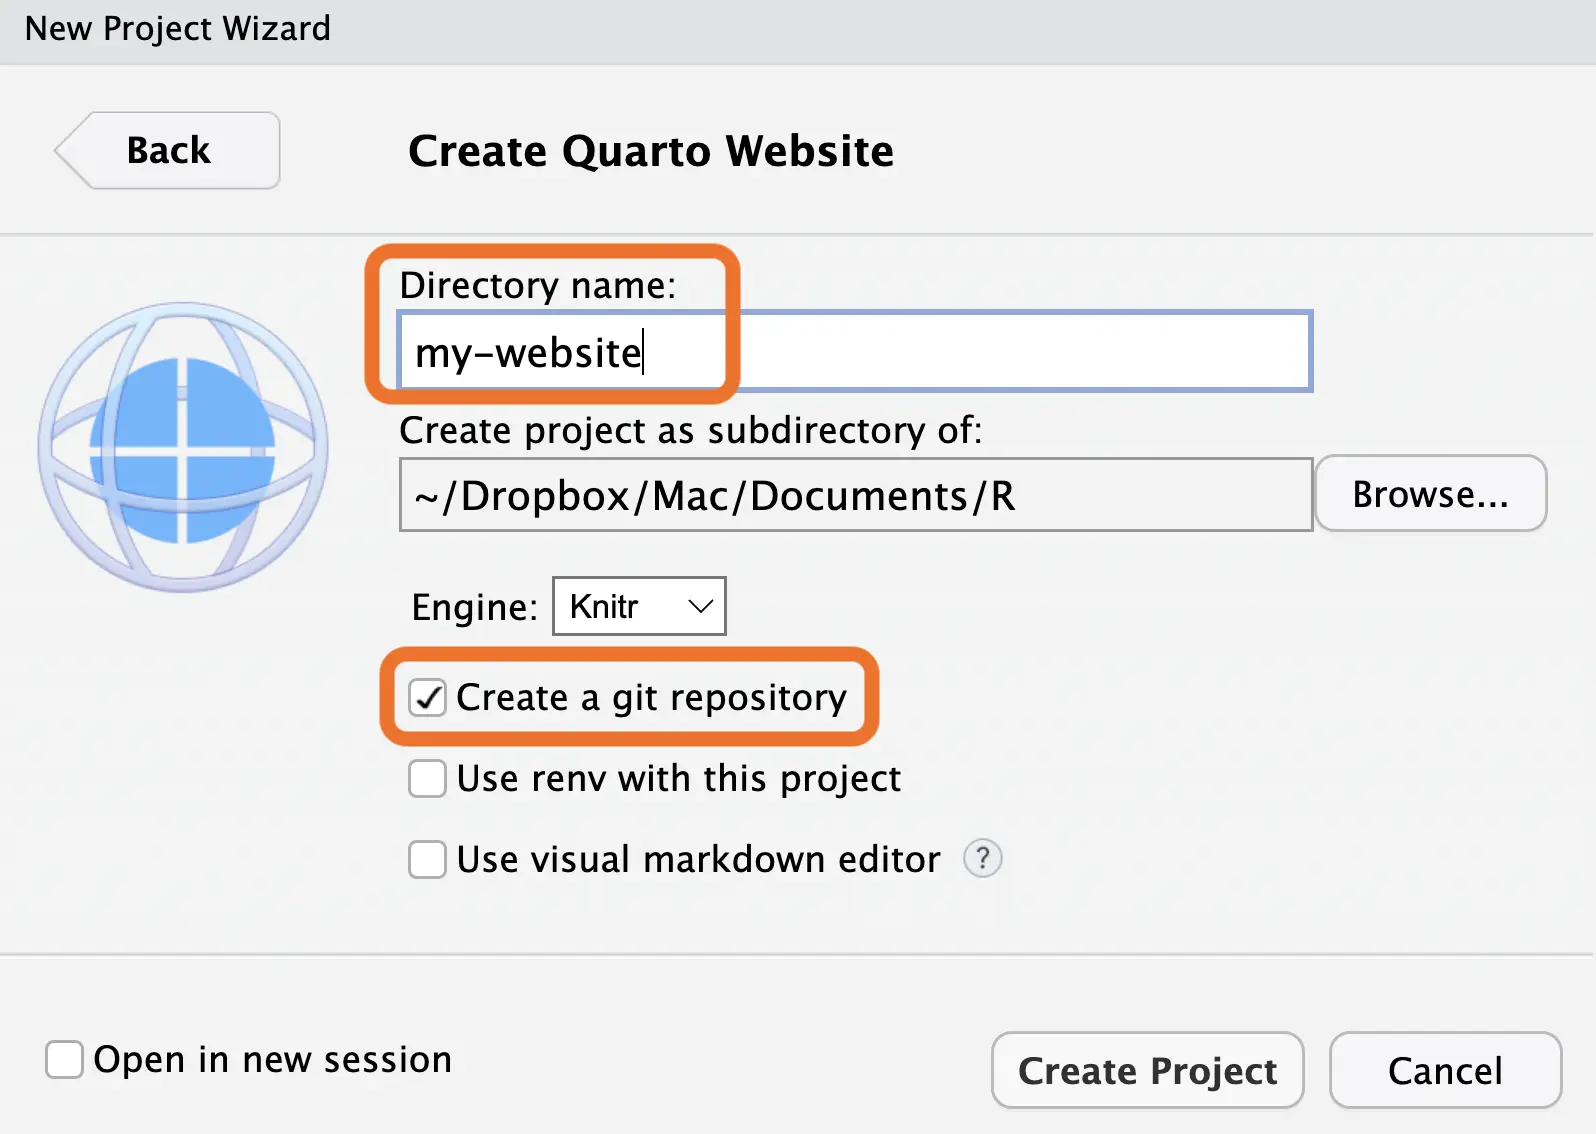 New Project Wizard
Back
Create Quarto Website
Directory name:
my-website
Create project as subdirectory of:
~/Dropbox/Mac/Documents/R
Browse...
Engine: Knitr
Create a git repository
Use renv with this project
Use visual markdown editor ?
Open in new session
Create Project
Cancel